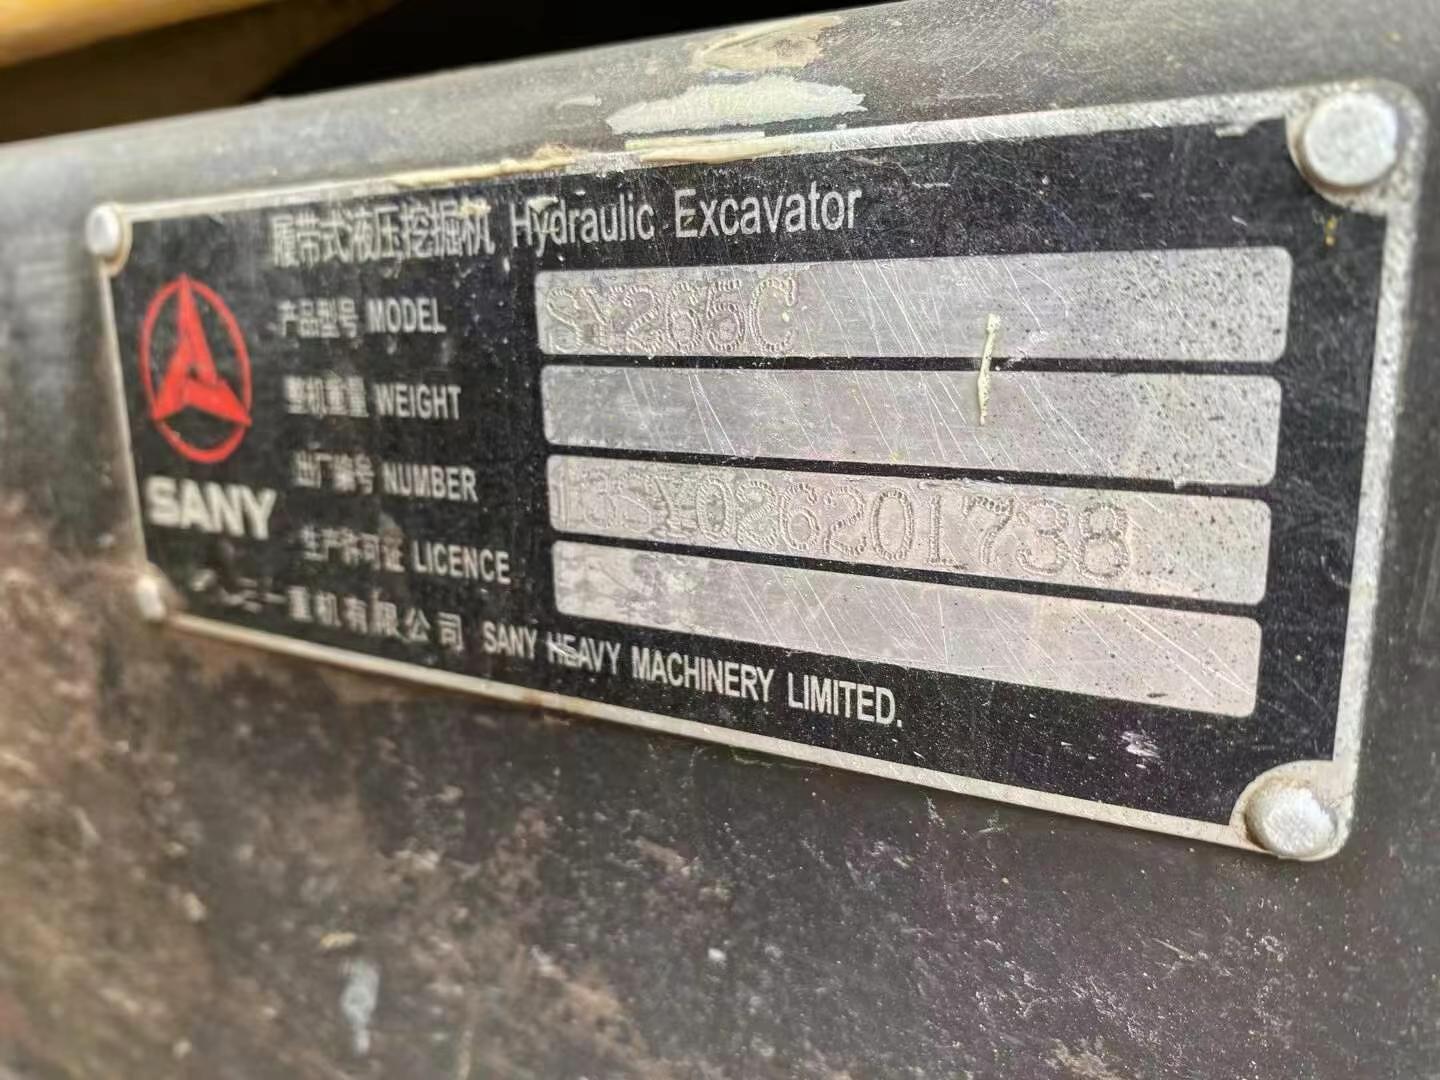 履带式液压挖掘机 Hydraulic Excavator
产品型号 MODEL SY265C
整机重量 WEIGHT
出厂编号 NUMBER 13SY026201738
生产许可证 LICENCE
SANY
一重机有限公司 SANY HEAVY MACHINERY LIMITED.